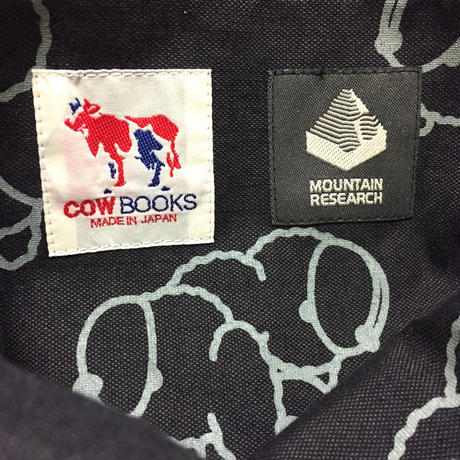 COW BOOKS
MADE IN JAPAN
MOUNTAIN
RESEARCH